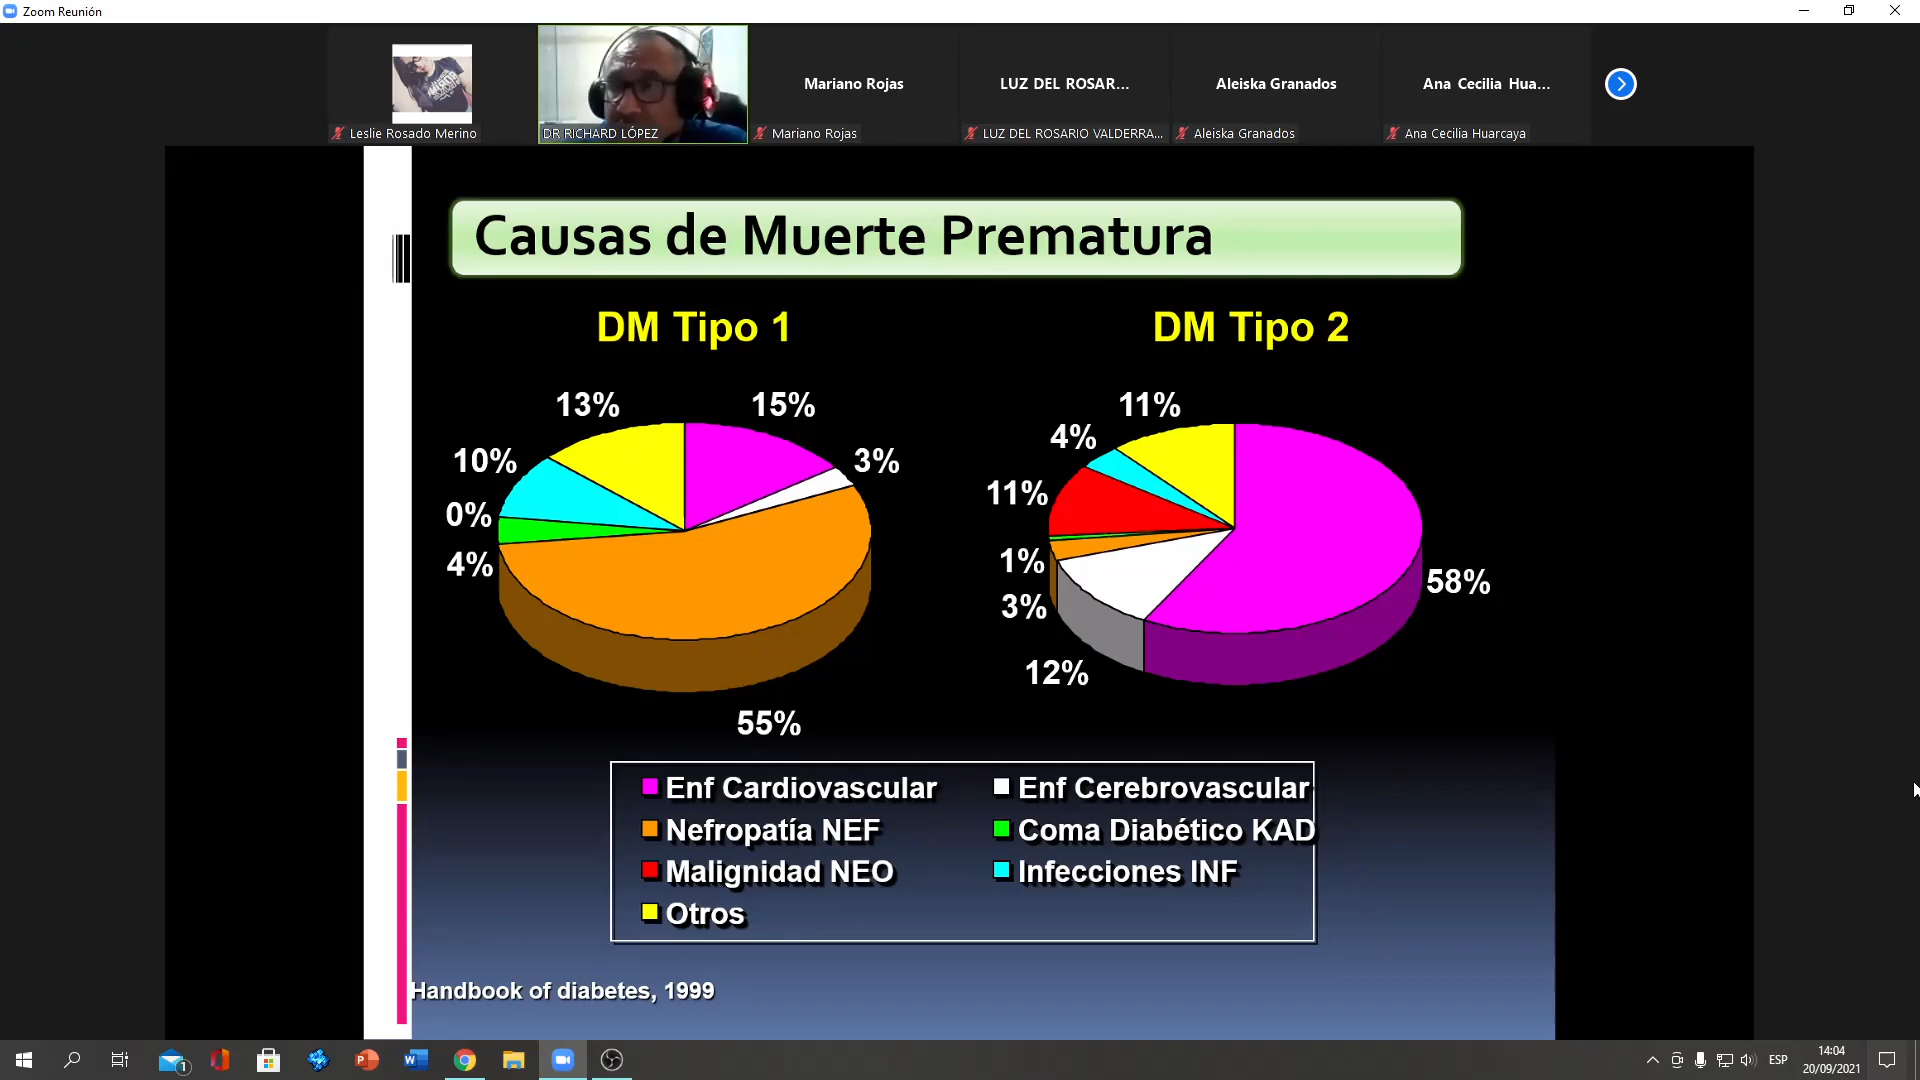 Zoom Reunión
Mariano Rojas
LUZ DEL ROSAR...
Aleiska Granados
Ana Cecilia Hua...
Leslie Rosado Merino
DR RICHARD LÓPEZ
Mariano Rojas
LUZ DEL ROSARIO VALDERRA...
Aleiska Granados
Ana Cecilia Huarcaya
Causas de Muerte Prematura
DM Tipo 1
DM Tipo 2
13%
15%
10%
3%
0%
4%
55%
11%
4%
11%
1%
3%
12%
58%
Enf Cardiovascular
Enf Cerebrovascular
Nefropatía NEF
Coma Diabético KAD
Malignidad NEO
Infecciones INF
Otros
Handbook of diabetes, 1999
1
ESP
14:04
20/09/2021